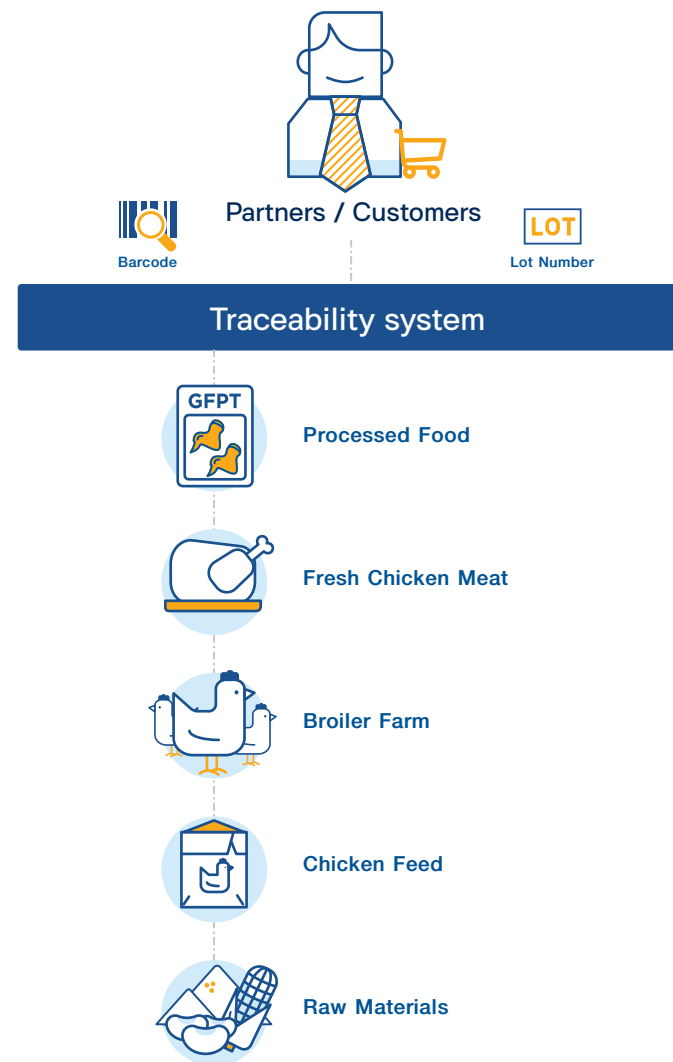 Partners / Customers
Barcode
LOT
Lot Number
Traceability system
GFPT
Processed Food
Fresh Chicken Meat
Broiler Farm
Chicken Feed
Raw Materials